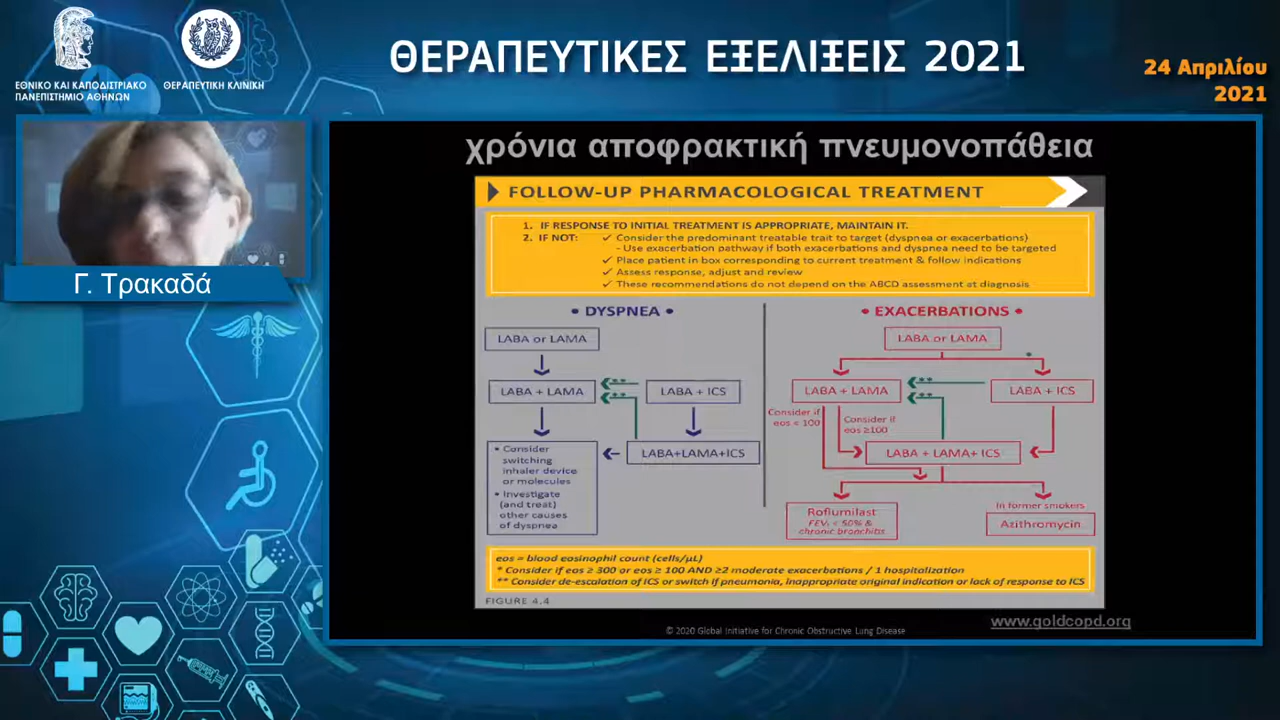 ΕΘΝΙΚΟ ΚΑΙ ΚΑΠΟΔΙΣΤΡΙΑΚΟ
ΠΑΝΕΠΙΣΤΗΜΙΟ ΑΘΗΝΩΝ
ΘΕΡΑΠΕΥΤΙΚΗ ΚΛΙΝΙΚΗ
ΘΕΡΑΠΕΥΤΙΚΕΣ ΕΞΕΛΙΞΕΙΣ 2021
24 Απριλίου
2021
Γ. Τρακαδά
χρόνια αποφρακτική πνευμονοπάθεια
FOLLOW-UP PHARMACOLOGICAL TREATMENT
1. IF RESPONSE TO INITIAL TREATMENT IS APPROPRIATE, MAINTAIN IT.
2. IF NOT: ✓ Consider the predominant treatable trait to target (dyspnea or exacerbations)
- Use exacerbation pathway if both exacerbations and dyspnea need to be targeted
✓ Place patient in box corresponding to current treatment & follow indications
✓ Assess response, adjust and review
✓ These recommendations do not depend on the ABCD assessment at diagnosis
• DYSPNEA •
LABA or LAMA
LABA + LAMA
**
**
LABA + ICS
LABA+LAMA+ICS
• Consider
switching
inhaler device
or molecules
• Investigate
(and treat)
other causes
of dyspnea
• EXACERBATIONS •
LABA or LAMA
*
LABA + LAMA
**
**
LABA + ICS
Consider if
eos < 100
Consider if
eos ≥100
LABA + LAMA+ ICS
Roflumilast
FEV₁ < 50% &
chronic bronchitis
In former smokers
Azithromycin
eos = blood eosinophil count (cells/μL)
* Consider if eos ≥ 300 or eos ≥ 100 AND ≥2 moderate exacerbations / 1 hospitalization
** Consider de-escalation of ICS or switch if pneumonia, inappropriate original indication or lack of response to ICS
FIGURE 4.4
www.goldcopd.org
© 2020 Global Initiative for Chronic Obstructive Lung Disease